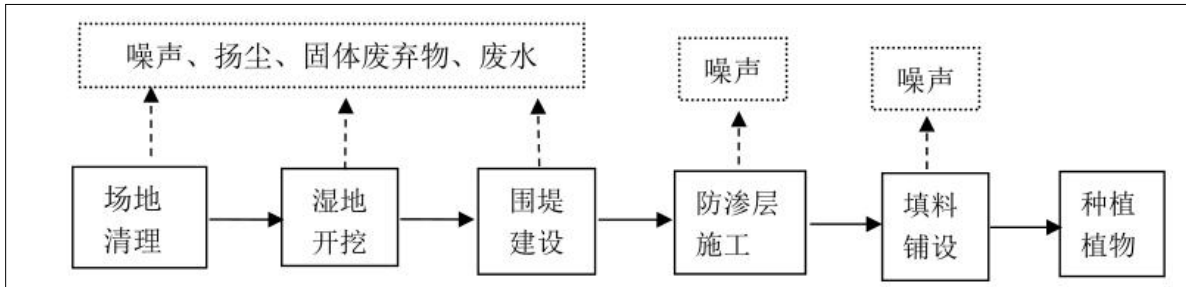 噪声、扬尘、固体废弃物、废水
噪声
噪声
场地
清理
湿地
开挖
围堤
建设
防渗层
施工
填料
铺设
种植
植物